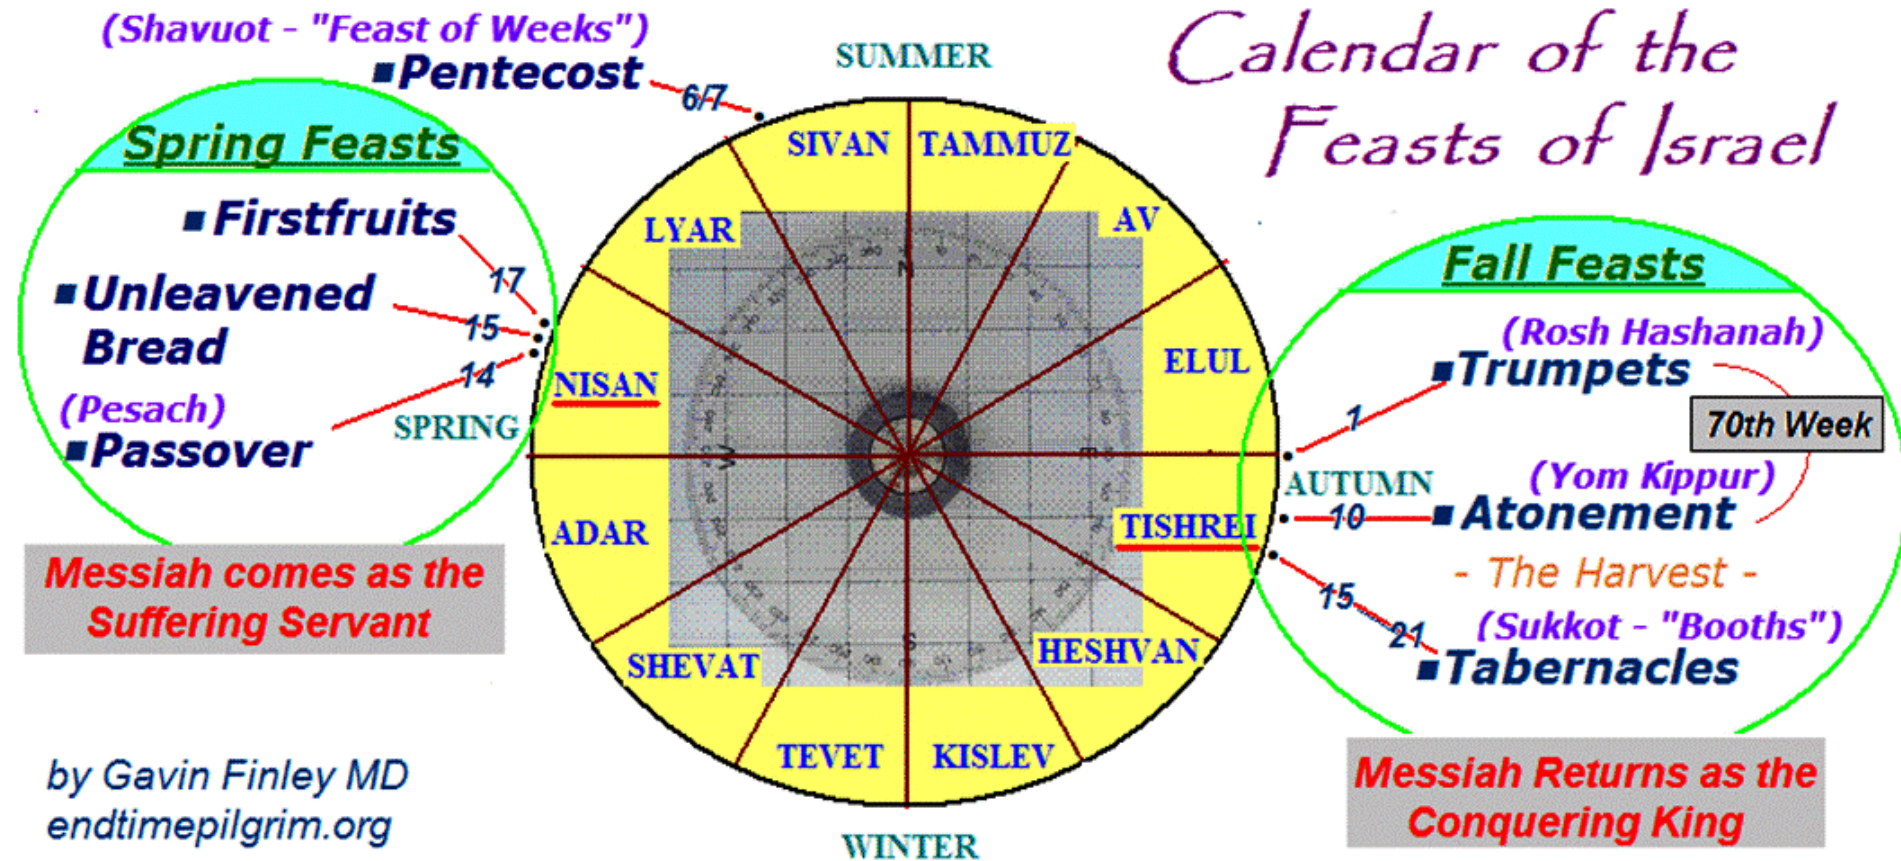 Calendar of the
Feasts of Israel
(Shavuot - "Feast of Weeks")
▪Pentecost
6/7
Spring Feasts
▪Firstfruits
17
▪Unleavened
Bread
15
14
(Pesach)
▪Passover
Messiah comes as the
Suffering Servant
SUMMER
SPRING
AUTUMN
WINTER
SIVAN
TAMMUZ
LYAR
AV
NISAN
ELUL
ADAR
TISHREI
SHEVAT
HESHVAN
TEVET
KISLEV
N
W
E
S
Fall Feasts
(Rosh Hashanah)
▪Trumpets
1
70th Week
(Yom Kippur)
▪Atonement
10
- The Harvest -
(Sukkot - "Booths")
15
21
▪Tabernacles
Messiah Returns as the
Conquering King
by Gavin Finley MD
endtimepilgrim.org